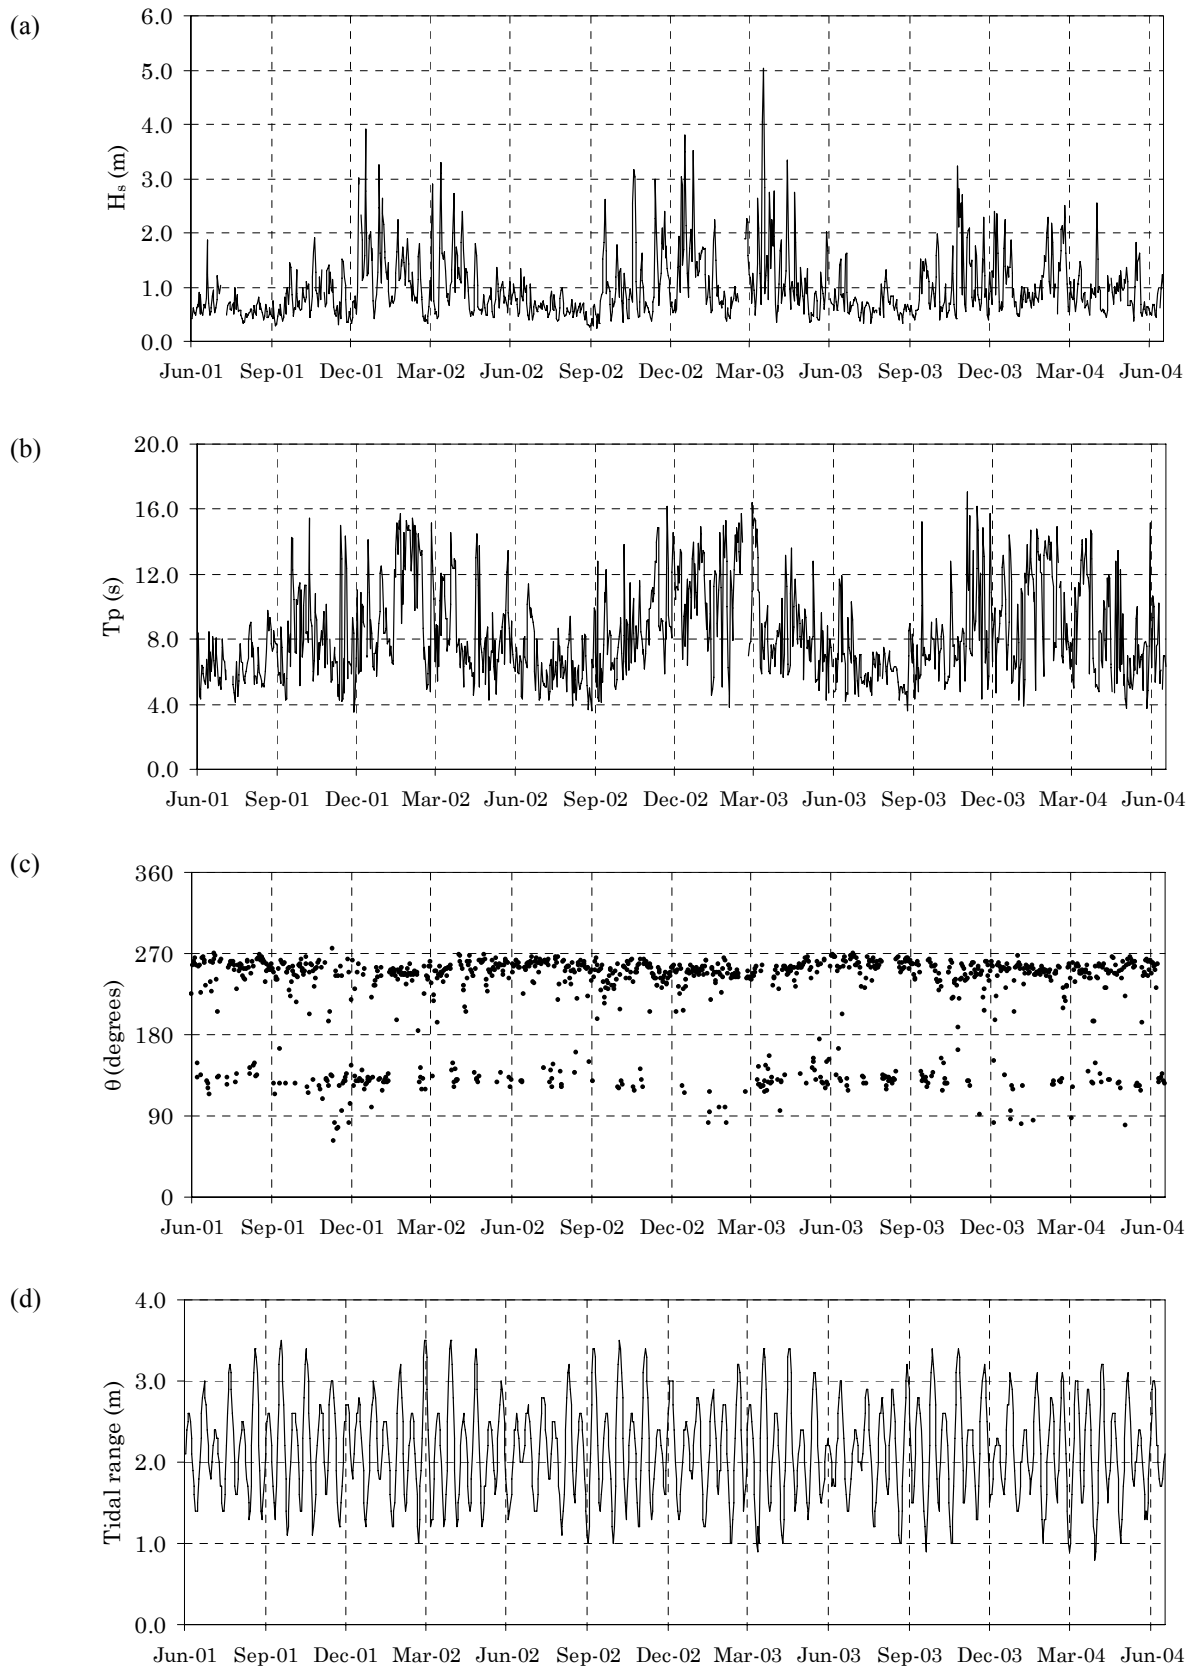 (a)
6.0
5.0
4.0
3.0
2.0
1.0
0.0
Hₛ (m)
Jun-01 Sep-01 Dec-01 Mar-02 Jun-02 Sep-02 Dec-02 Mar-03 Jun-03 Sep-03 Dec-03 Mar-04 Jun-04
(b)
20.0
16.0
12.0
8.0
4.0
0.0
Tp (s)
Jun-01 Sep-01 Dec-01 Mar-02 Jun-02 Sep-02 Dec-02 Mar-03 Jun-03 Sep-03 Dec-03 Mar-04 Jun-04
(c)
360
270
180
90
0
θ (degrees)
Jun-01 Sep-01 Dec-01 Mar-02 Jun-02 Sep-02 Dec-02 Mar-03 Jun-03 Sep-03 Dec-03 Mar-04 Jun-04
(d)
4.0
3.0
2.0
1.0
0.0
Tidal range (m)
Jun-01 Sep-01 Dec-01 Mar-02 Jun-02 Sep-02 Dec-02 Mar-03 Jun-03 Sep-03 Dec-03 Mar-04 Jun-04